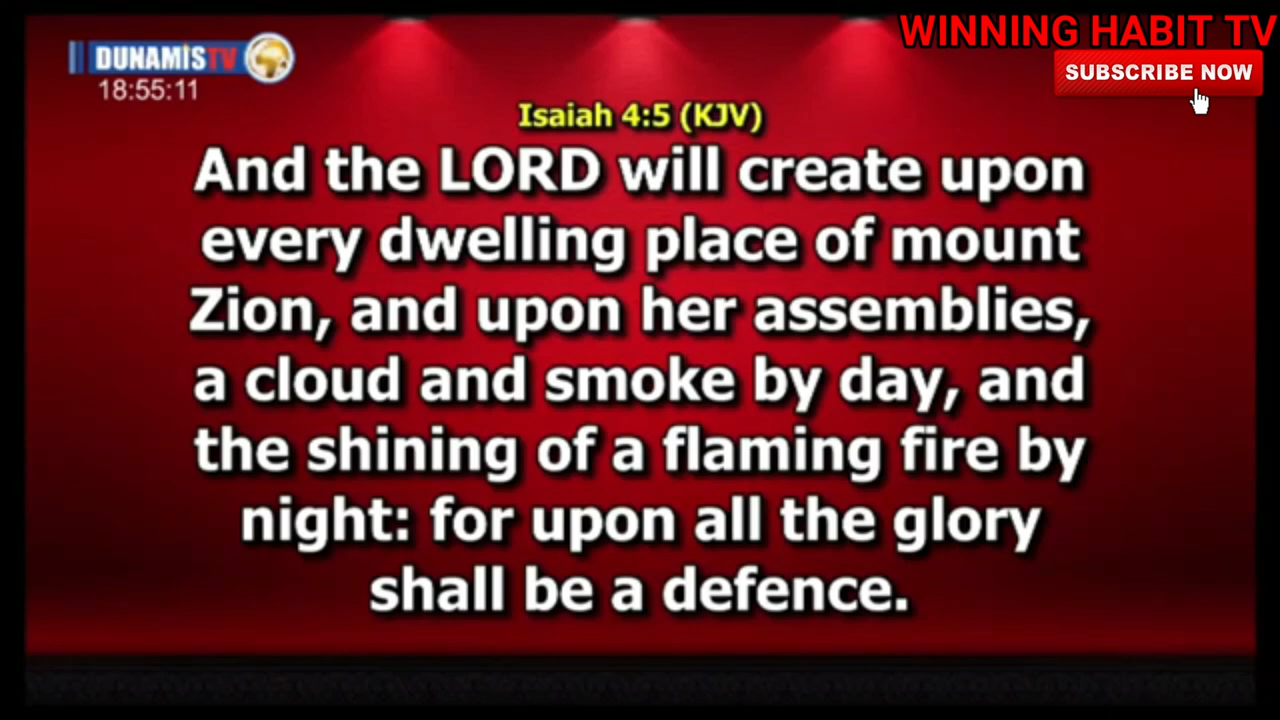 WINNING HABIT TV
DUNAMIS TV
SUBSCRIBE NOW
18:55:11
Isaiah 4:5 (KJV)
And the LORD will create upon
every dwelling place of mount
Zion, and upon her assemblies,
a cloud and smoke by day, and
the shining of a flaming fire by
night: for upon all the glory
shall be a defence.